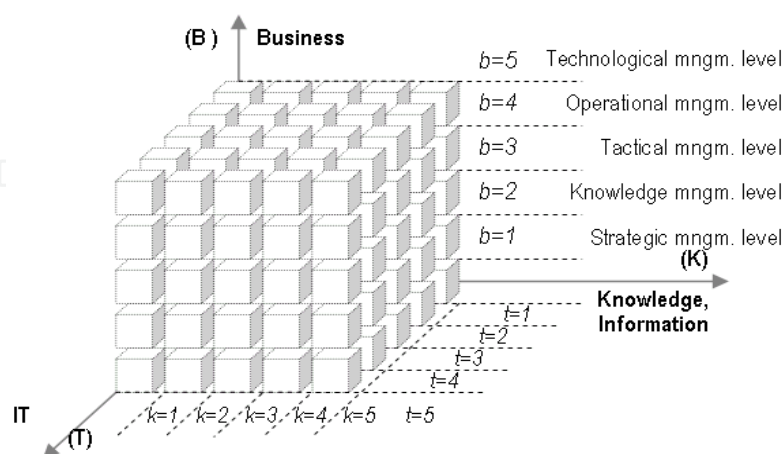 (B ) Business
b=5 Technological mngm. level
b=4 Operational mngm. level
b=3 Tactical mngm. level
b=2 Knowledge mngm. level
b=1 Strategic mngm. level
(K)
Knowledge,
Information
t=1
t=2
t=3
t=4
IT k=1 k=2 k=3 k=4 k=5 t=5
(T)